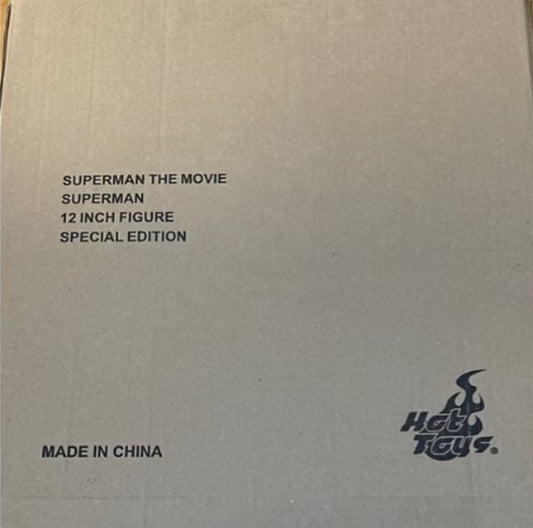 SUPERMAN THE MOVIE
SUPERMAN
12 INCH FIGURE
SPECIAL EDITION
Hot
Toys®
MADE IN CHINA